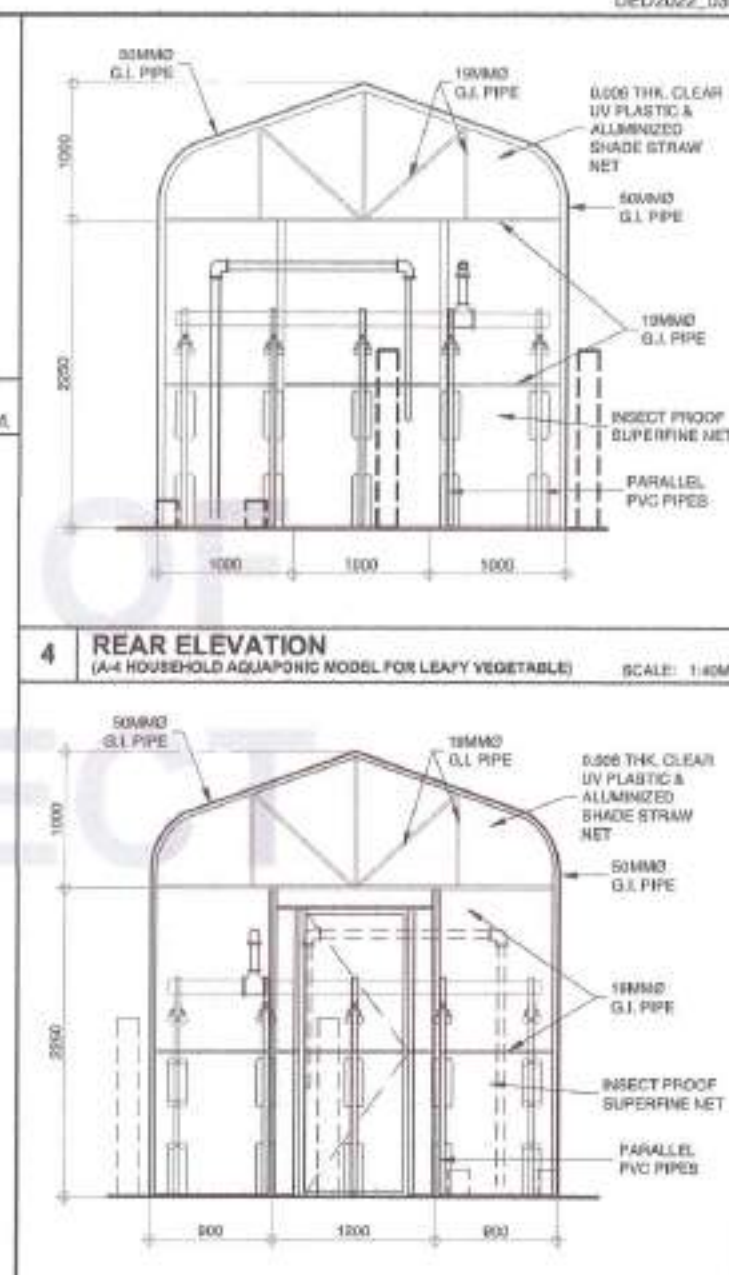 50MMØ
G.I. PIPE
19MMØ
G.I. PIPE
0.006 THK. CLEAR
UV PLASTIC &
ALUMINIZED
SHADE STRAW
NET
50MMØ
G.I. PIPE
1000
19MMØ
G.I. PIPE
2250
INSECT PROOF
SUPERFINE NET
PARALLEL
PVC PIPES
1000 1000 1000
OF
4 REAR ELEVATION
(A-4 HOUSEHOLD AQUAPONIC MODEL FOR LEAFY VEGETABLE) SCALE: 1:40M
50MMØ
G.I. PIPE
19MMØ
G.I. PIPE
0.006 THK. CLEAR
UV PLASTIC &
ALUMINIZED
SHADE STRAW
NET
1000
ECT
50MMØ
G.I. PIPE
19MMØ
G.I. PIPE
2250
INSECT PROOF
SUPERFINE NET
PARALLEL
PVC PIPES
900 1200 900